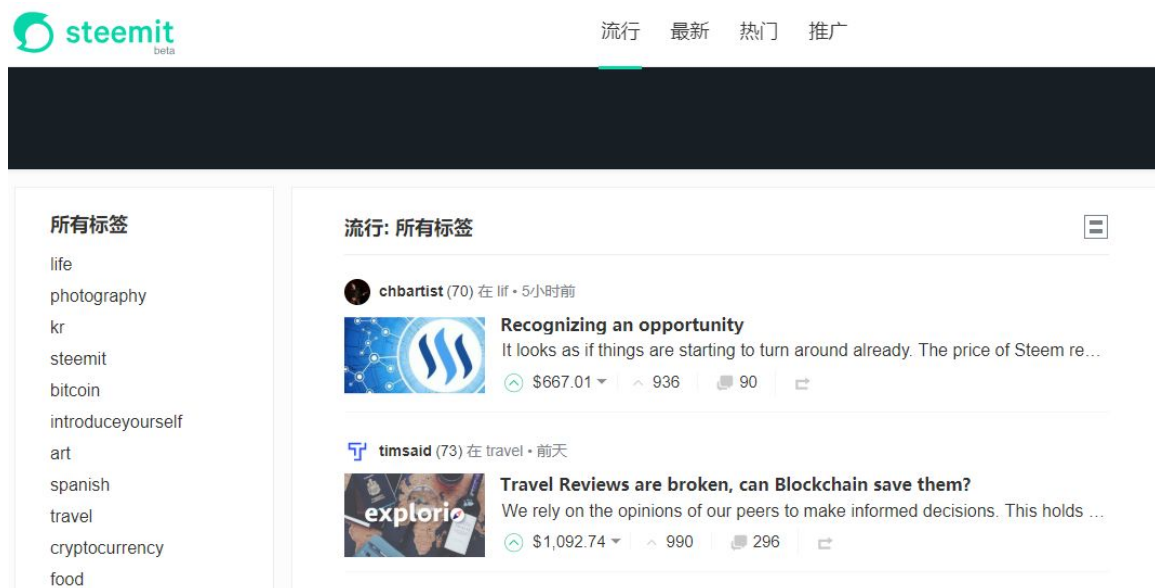 steemit
beta
流行 最新 热门 推广
所有标签
life
photography
kr
steemit
bitcoin
introduceyourself
art
spanish
travel
cryptocurrency
food
流行: 所有标签
chbartist (70) 在 lif • 5小时前
Recognizing an opportunity
It looks as if things are starting to turn around already. The price of Steem re…
$667.01 936 90
timsaid (73) 在 travel • 前天
explorio
Travel Reviews are broken, can Blockchain save them?
We rely on the opinions of our peers to make informed decisions. This holds …
$1,092.74 990 296